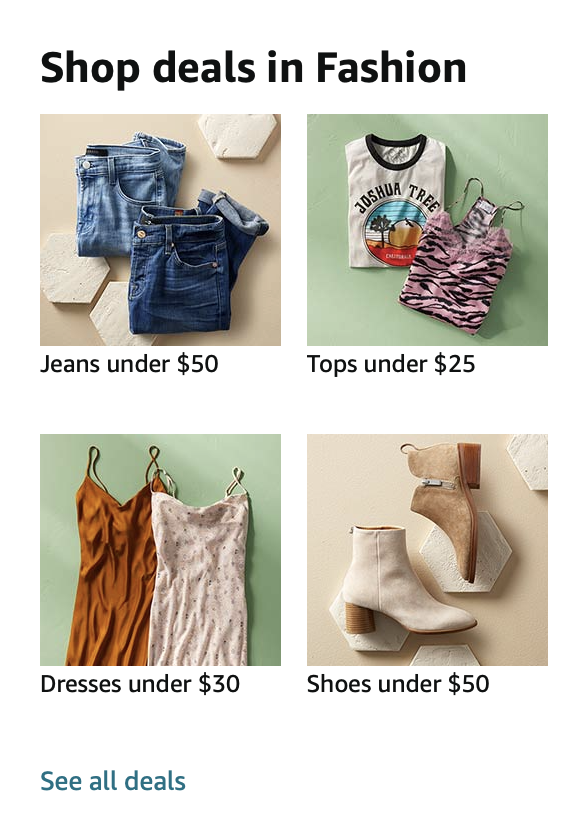 Shop deals in Fashion
JOSHUA TREE
CALIFORNIA
Jeans under $50
Tops under $25
Dresses under $30
Shoes under $50
See all deals